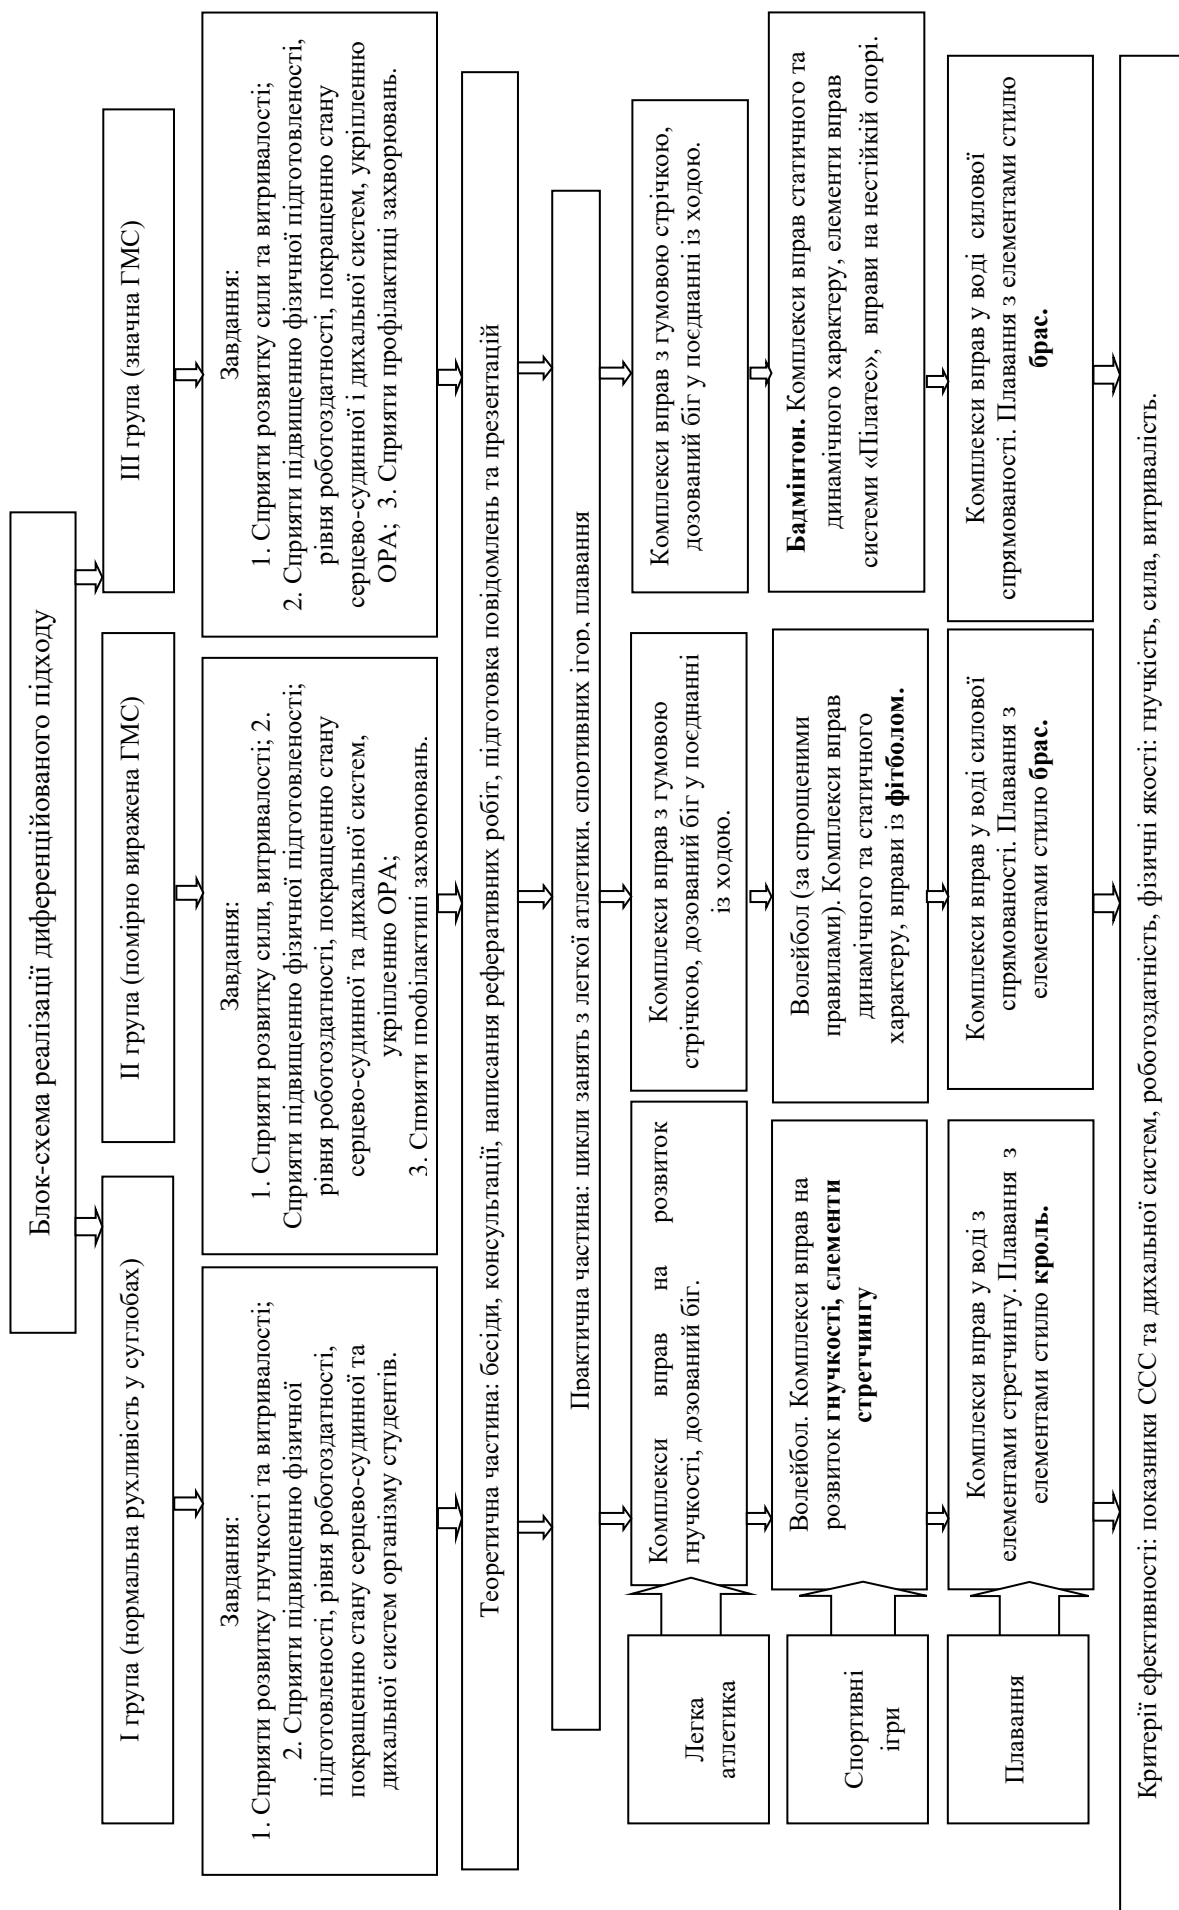 Блок-схема реалізації диференційованого підходу
І група (нормальна рухливість у суглобах)
ІІ група (помірно виражена ГМС)
ІІІ група (значна ГМС)
Завдання:
1. Сприяти розвитку гнучкості та витривалості;
2. Сприяти підвищенню фізичної
підготовленості, рівня роботоздатності,
покращенню стану серцево-судинної та
дихальної систем організму студентів.
Завдання:
1. Сприяти розвитку сили, витривалості; 2.
Сприяти підвищенню фізичної підготовленості;
рівня роботоздатності, покращенню стану
серцево-судинної та дихальної систем,
укріпленню ОРА;
3. Сприяти профілактиці захворювань.
Завдання:
1. Сприяти розвитку сили та витривалості;
2. Сприяти підвищенню фізичної підготовленості,
рівня роботоздатності, покращенню стану
серцево-судинної і дихальної систем, укріпленню
ОРА; 3. Сприяти профілактиці захворювань.
Теоретична частина: бесіди, консультації, написання реферативних робіт, підготовка повідомлень та презентацій
Практична частина: цикли занять з легкої атлетики, спортивних ігор, плавання
Легка
атлетика
Комплекси вправ на розвиток
гнучкості, дозований біг.
Комплекси вправ з гумовою
стрічкою, дозований біг у поєднанні
із ходою.
Комплекси вправ з гумовою стрічкою,
дозований біг у поєднанні із ходою.
Спортивні
ігри
Волейбол. Комплекси вправ на
розвиток гнучкості, єлементи
стретчингу
Волейбол (за спрощеними
правилами). Комплекси вправ
динамічного та статичного
характеру, вправи із фітболом.
Бадмінтон. Комплекси вправ статичного та
динамічного характеру, елементи вправ
системи «Пілатес», вправи на нестійкій опорі.
Плавання
Комплекси вправ у воді з
елементами стретчингу. Плавання з
елементами стилю кроль.
Комплекси вправ у воді силової
спрямованості. Плавання з
елементами стилю брас.
Комплекси вправ у воді силової
спрямованості. Плавання з елементами стилю
брас.
Критерії ефективності: показники ССС та дихальної систем, роботоздатність, фізичні якості: гнучкість, сила, витривалість.